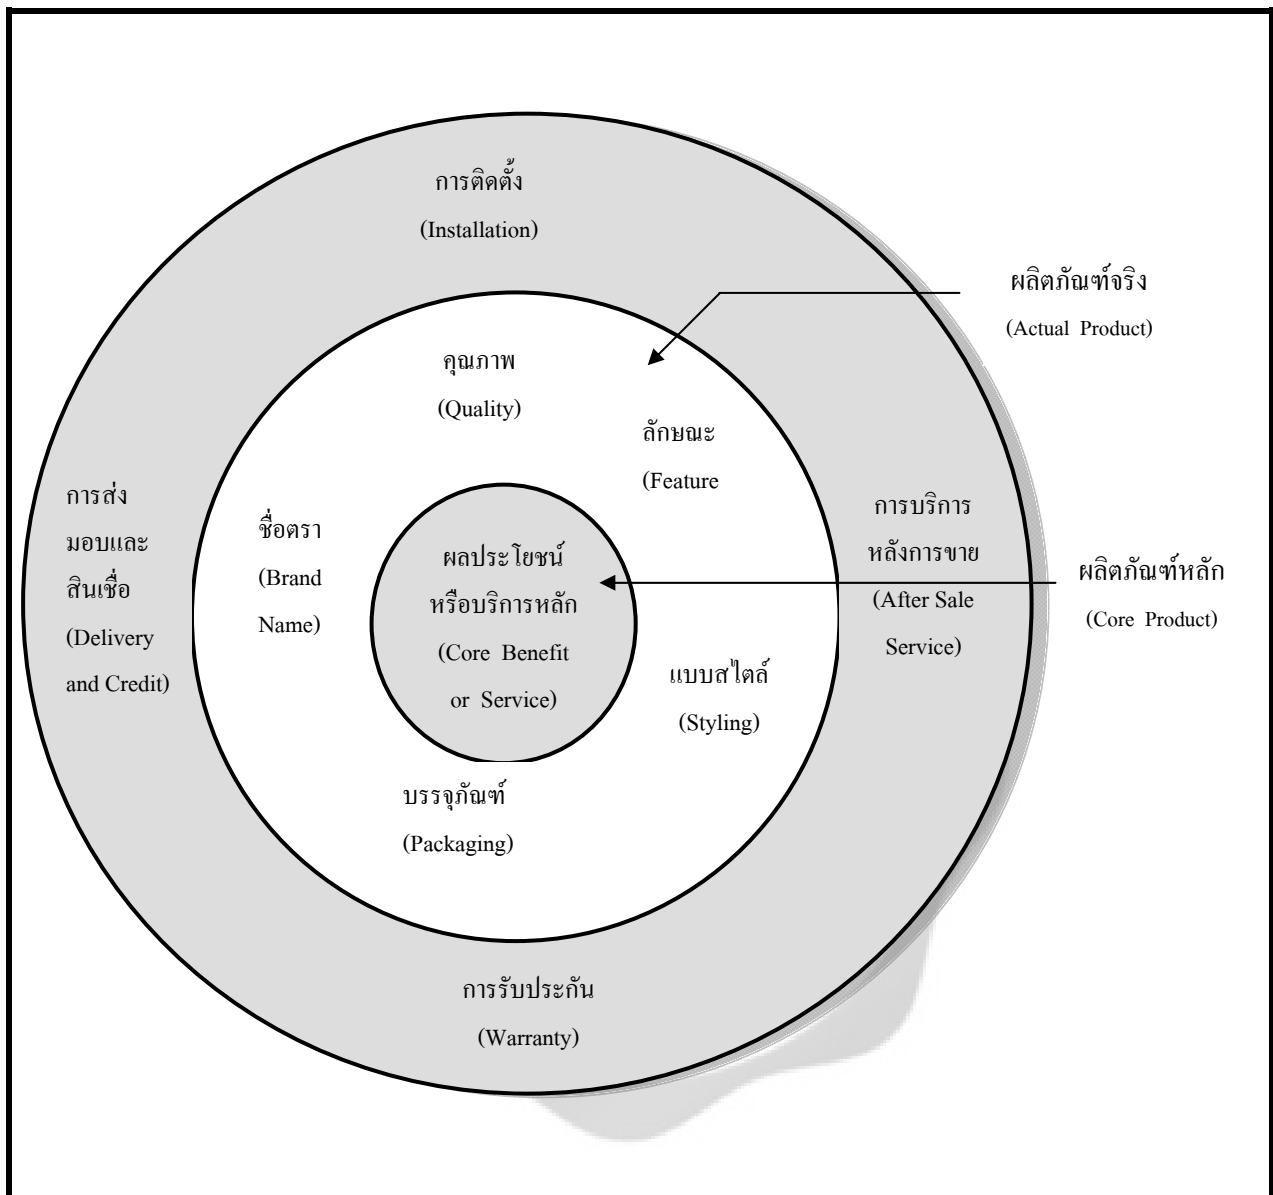 การติดตั้ง
(Installation)
ผลิตภัณฑ์จริง
(Actual Product)
คุณภาพ
(Quality)
ลักษณะ
(Feature
การส่ง
มอบและ
สินเชื่อ
(Delivery
and Credit)
ชื่อตรา
(Brand
Name)
ผลประโยชน์
หรือบริการหลัก
(Core Benefit
or Service)
การบริการ
หลังการขาย
(After Sale
Service)
ผลิตภัณฑ์หลัก
(Core Product)
แบบสไตล์
(Styling)
บรรจุภัณฑ์
(Packaging)
การรับประกัน
(Warranty)